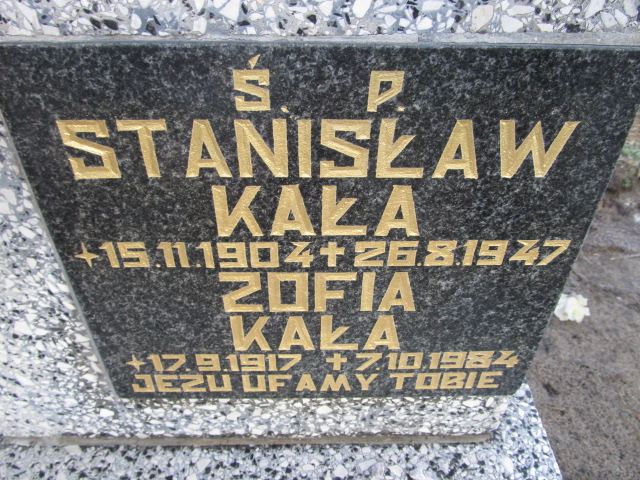 Ś. P.
STANISŁAW
KAŁA
+15.11.1904 +26.8.1947
ZOFIA
KAŁA
+17.9.1917 +7.10.1984
JEZU UFAMY TOBIE